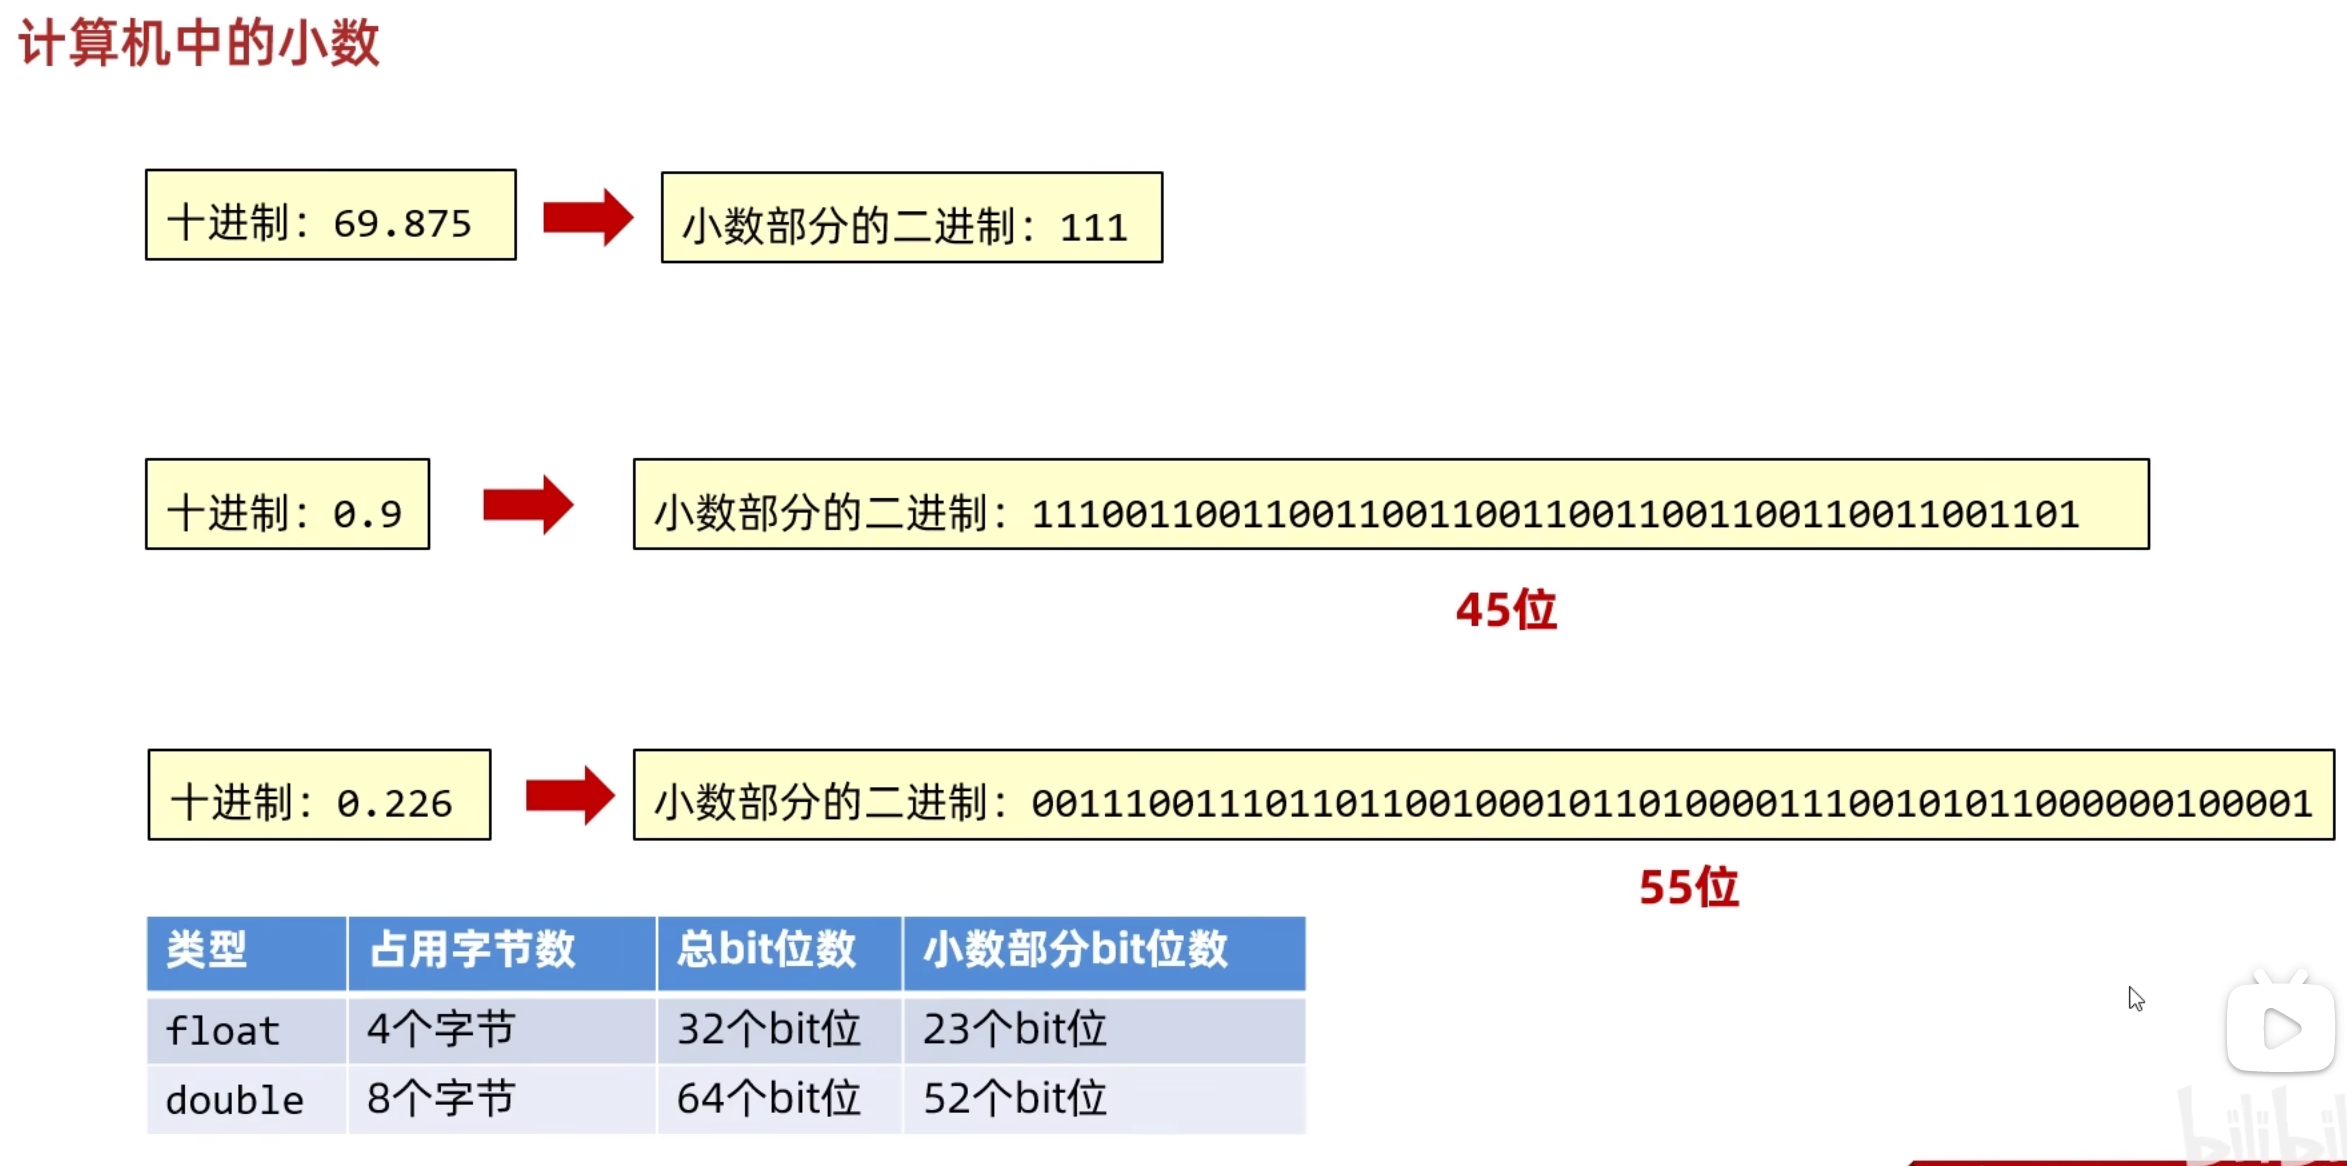 计算机中的小数
十进制：69.875
小数部分的二进制：111
十进制：0.9
小数部分的二进制：111001100110011001100110011001100110011001101
45位
十进制：0.226
小数部分的二进制：0011100111011011001000101101000011100101011000000100001
55位
类型 占用字节数 总bit位数 小数部分bit位数
float 4个字节 32个bit位 23个bit位
double 8个字节 64个bit位 52个bit位
bilibil